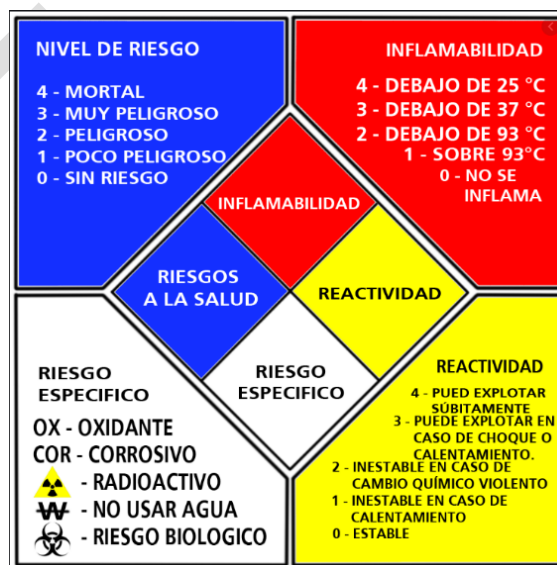 NIVEL DE RIESGO
4 - MORTAL
3 - MUY PELIGROSO
2 - PELIGROSO
1 - POCO PELIGROSO
0 - SIN RIESGO
INFLAMABILIDAD
4 - DEBAJO DE 25 °C
3 - DEBAJO DE 37 °C
2 - DEBAJO DE 93 °C
1 - SOBRE 93°C
0 - NO SE
INFLAMA
INFLAMABILIDAD
RIESGOS
A LA SALUD
REACTIVIDAD
RIESGO
ESPECIFICO
RIESGO
ESPECIFICO
OX - OXIDANTE
COR - CORROSIVO
- RADIOACTIVO
W - NO USAR AGUA
- RIESGO BIOLOGICO
REACTIVIDAD
4 - PUED EXPLOTAR
SÚBITAMENTE
3 - PUEDE EXPLOTAR EN
CASO DE CHOQUE O
CALENTAMIENTO.
2 - INESTABLE EN CASO DE
CAMBIO QUÍMICO VIOLENTO
1 - INESTABLE EN CASO DE
CALENTAMIENTO
0 - ESTABLE